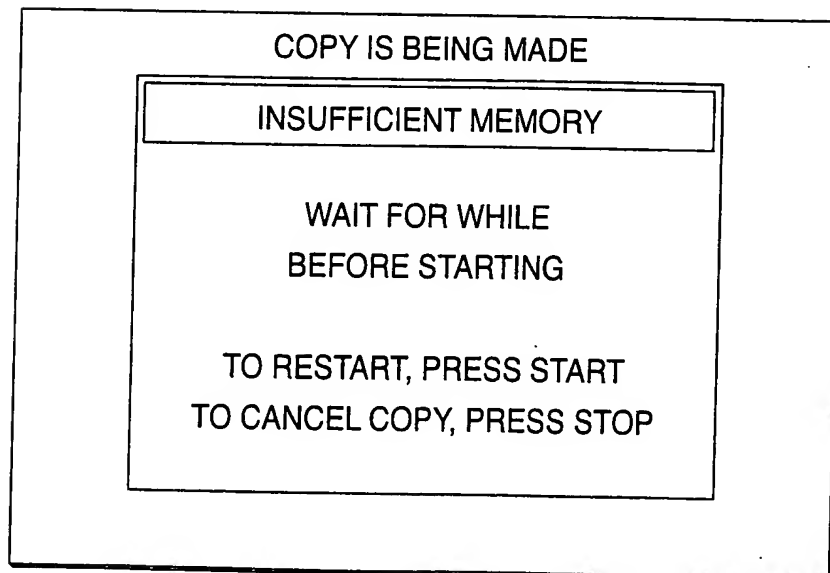 COPY IS BEING MADE
INSUFFICIENT MEMORY
WAIT FOR WHILE
BEFORE STARTING
TO RESTART, PRESS START
TO CANCEL COPY, PRESS STOP